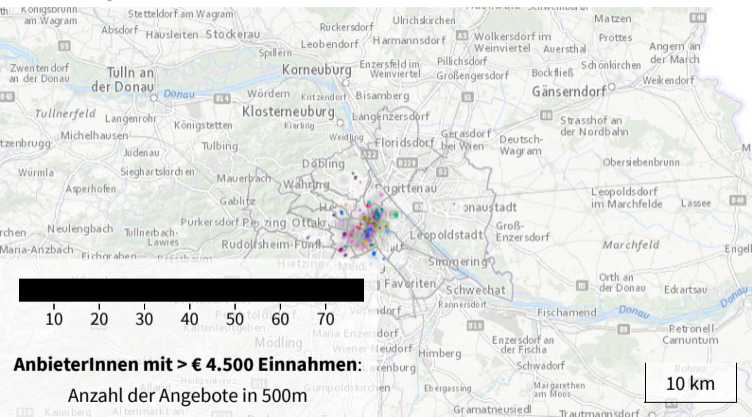 Königsbrunn
am Wagram
Stetteldorf am Wagram
Absdorf
Hausleiten
Stockerau
Rückersdorf
Ulrichskirchen
Matzen
Leobendorf
Harmannsdorf
Wolkersdorf im
Weinviertel
Auersthal
Prottes
Angern an
der March
Spillern
Zwentendorf
an der Donau
Tulln an
der Donau
Korneuburg
Enzersfeld im
Weinviertel
Pillichsdorf
Großengersdorf
Bockfließ
Schönkirchen
Weikendorf
Donau
Wördern
Kritzendorf
Bisamberg
Gänserndorf
Tullnerfeld
Langenrohr
Klosterneuburg
Langenzersdorf
Strasshof an
der Nordbahn
Michelhausen
Königstetten
Kierling
Weidling
Floridsdorf
Gerasdorf
bei Wien
Deutsch-
Wagram
Judenau
Tulbing
Döbling
Obersiebenbrunn
Würmla
Sieghartskirchen
Mauerbach
Währing
Asperhofen
Gablitz
Leopoldsdorf
im Marchfelde
Lassee
Purkersdorf
Neulengbach
Tullnerbach-
Lawies
Groß-
Enzersdorf
Marchfeld
Maria-Anzbach
Rudolfsheim-Fünf
Leopoldstadt
Eichgraben
Hietzing
Simmering
Favoriten
Schwechat
Orth an
der Donau
Eckartsau
Rannersdorf
Fischamend
Donau
Donau
Petronell-
Carnuntum
10 20 30 40 50 60 70
Mödling
Maria Enzersdorf
Wiener Neudorf
Himberg
Enzersdorf an
der Fischa
Schwadorf
AnbieterInnen mit > € 4.500 Einnahmen:
Anzahl der Angebote in 500m
Guntramsdorf
Ebergassing
Margarethen
am Moos
Rohrau
10 km
Gramatneusiedl
Trautmannsdorf